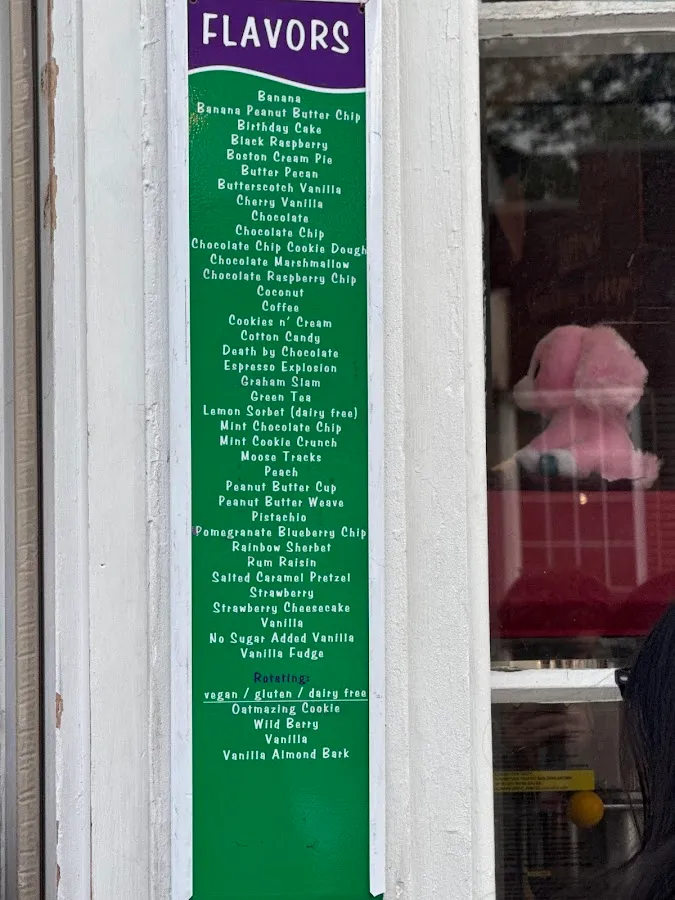 FLAVORS
Banana
Banana Peanut Butter Chip
Birthday Cake
Black Raspberry
Boston Cream Pie
Butter Pecan
Butterscotch Vanilla
Cherry Vanilla
Chocolate
Chocolate Chip
Chocolate Chip Cookie Dough
Chocolate Marshmallow
Chocolate Raspberry Chip
Coconut
Coffee
Cookies n' Cream
Cotton Candy
Death by Chocolate
Espresso Explosion
Graham Slam
Green Tea
Lemon Sorbet (dairy free)
Mint Chocolate Chip
Mint Cookie Crunch
Moose Tracks
Peach
Peanut Butter Cup
Peanut Butter Weave
Pistachio
Pomegranate Blueberry Chip
Rainbow Sherbet
Rum Raisin
Salted Caramel Pretzel
Strawberry
Strawberry Cheesecake
Vanilla
No Sugar Added Vanilla
Vanilla Fudge
Rotating:
vegan / gluten / dairy free
Oatmazing Cookie
Wild Berry
Vanilla
Vanilla Almond Bark